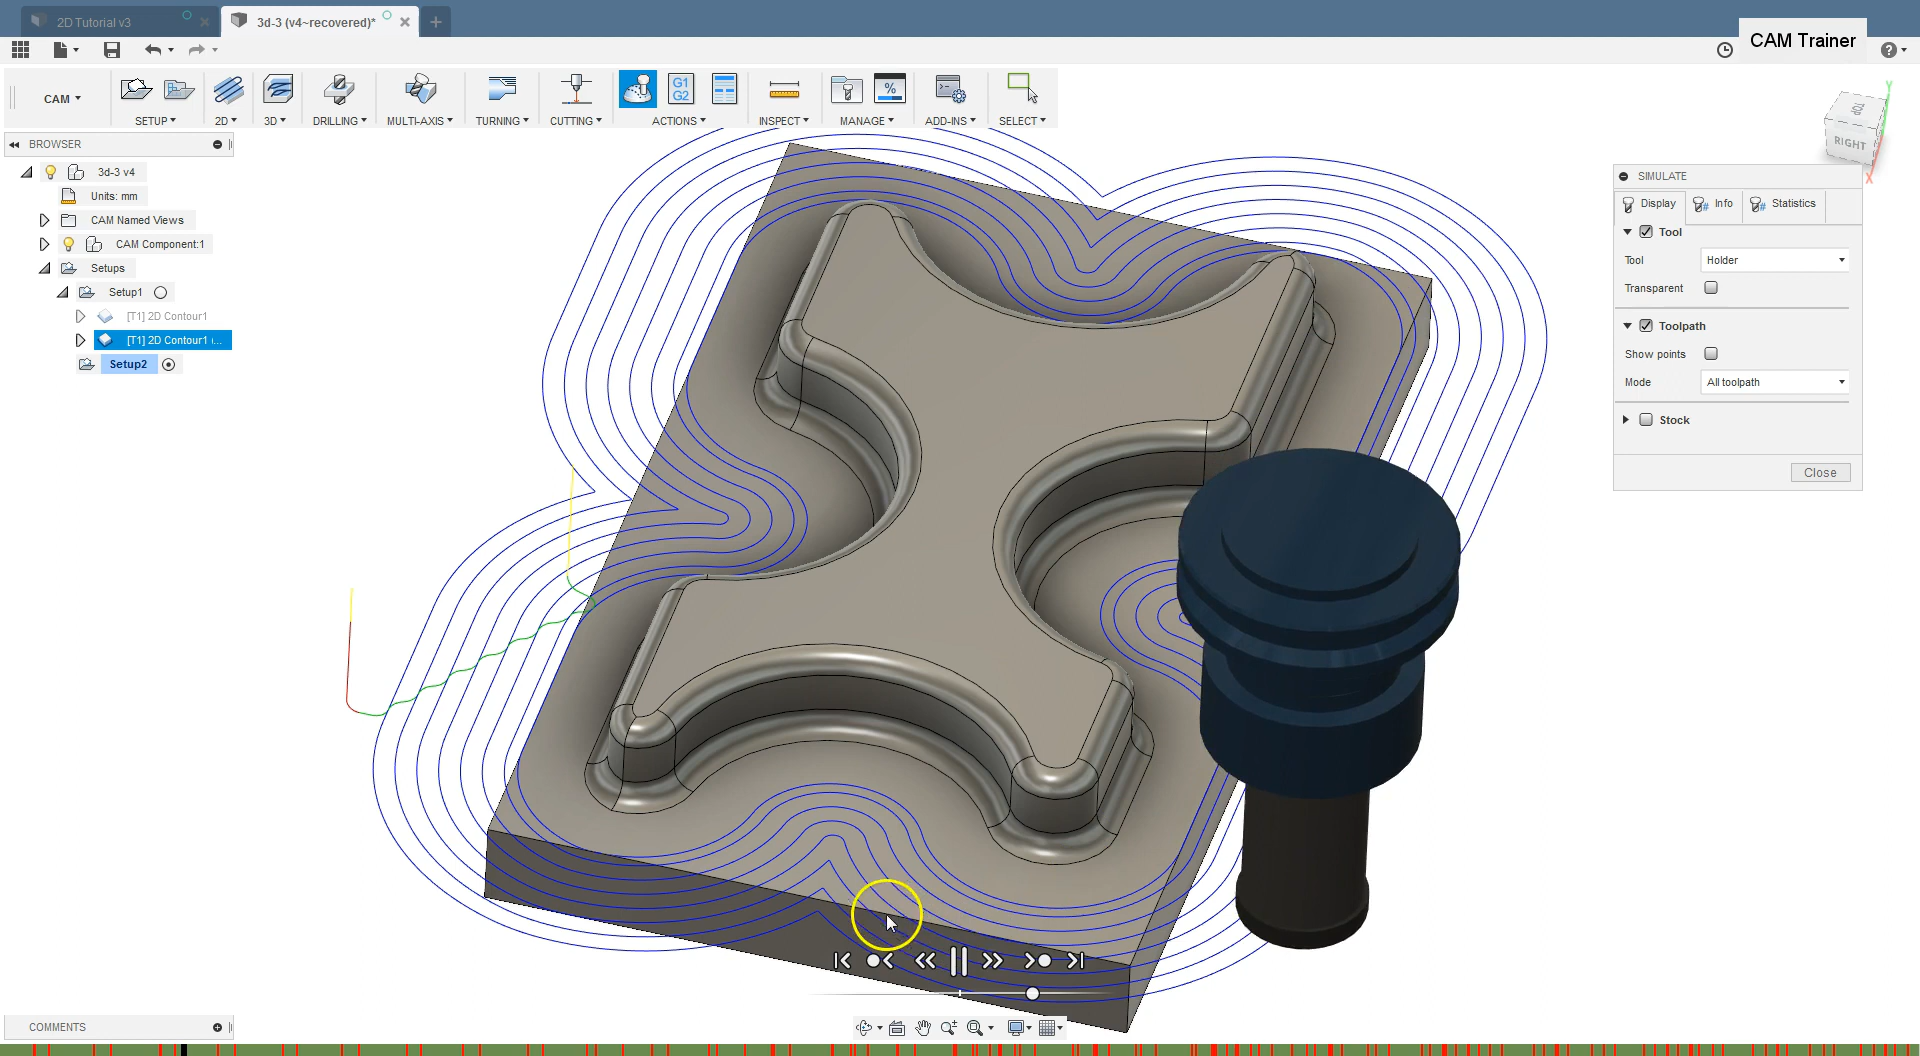 2D Tutorial v3
3d-3 (v4~recovered)*
CAM Trainer
CAM
G1
G2
%
SETUP
2D
3D
DRILLING
MULTI-AXIS
TURNING
CUTTING
ACTIONS
INSPECT
MANAGE
ADD-INS
SELECT
BROWSER
3d-3 v4
Units: mm
CAM Named Views
CAM Component:1
Setups
Setup1
[T1] 2D Contour1
[T1] 2D Contour1 (...
Setup2
RIGHT
Y
X
SIMULATE
Display
Info
Statistics
Tool
Tool
Holder
Transparent
Toolpath
Show points
Mode
All toolpath
Stock
Close
COMMENTS